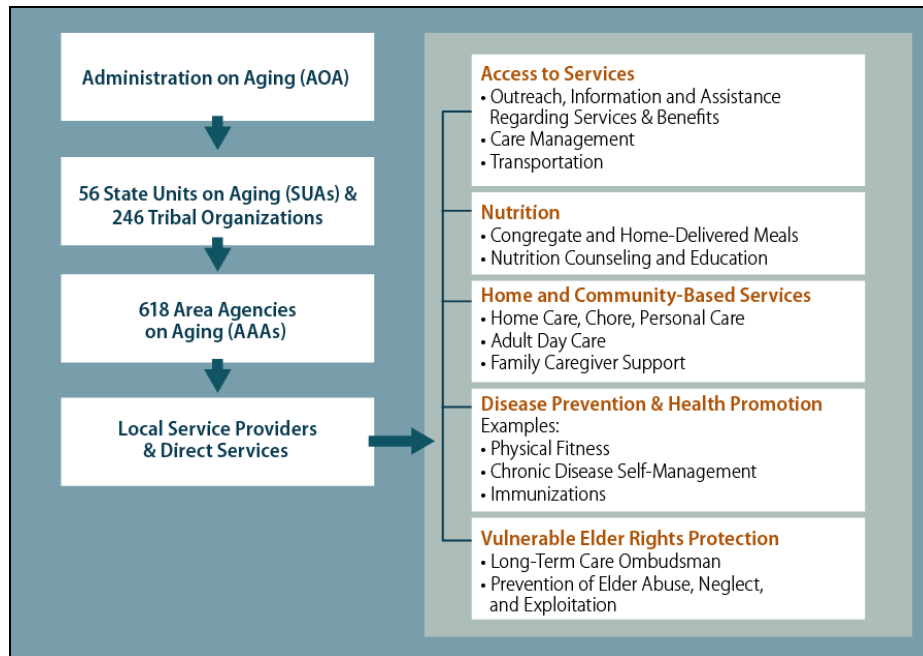 Administration on Aging (AOA)
56 State Units on Aging (SUAs) &
246 Tribal Organizations
618 Area Agencies
on Aging (AAAs)
Local Service Providers
& Direct Services
Access to Services
• Outreach, Information and Assistance
Regarding Services & Benefits
• Care Management
• Transportation
Nutrition
• Congregate and Home-Delivered Meals
• Nutrition Counseling and Education
Home and Community-Based Services
• Home Care, Chore, Personal Care
• Adult Day Care
• Family Caregiver Support
Disease Prevention & Health Promotion
Examples:
• Physical Fitness
• Chronic Disease Self-Management
• Immunizations
Vulnerable Elder Rights Protection
• Long-Term Care Ombudsman
• Prevention of Elder Abuse, Neglect,
and Exploitation